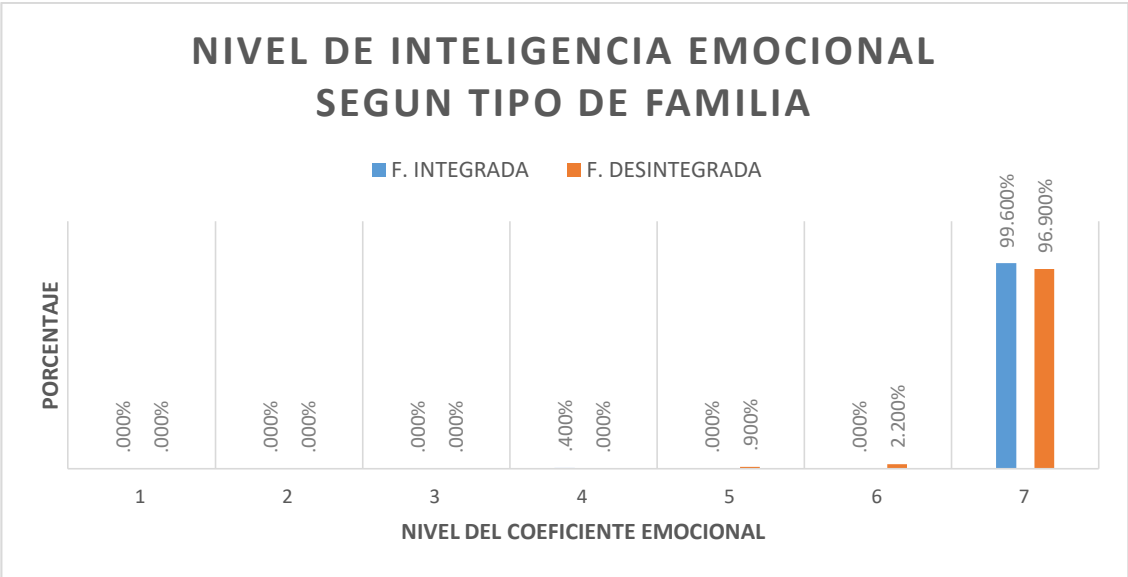 NIVEL DE INTELIGENCIA EMOCIONAL
SEGUN TIPO DE FAMILIA
F. INTEGRADA F. DESINTEGRADA
PORCENTAJE
.000% .000% .000% .000% .000% .000% .400% .000% .000% .900% .000% 2.200% 99.600% 96.900%
1 2 3 4 5 6 7
NIVEL DEL COEFICIENTE EMOCIONAL